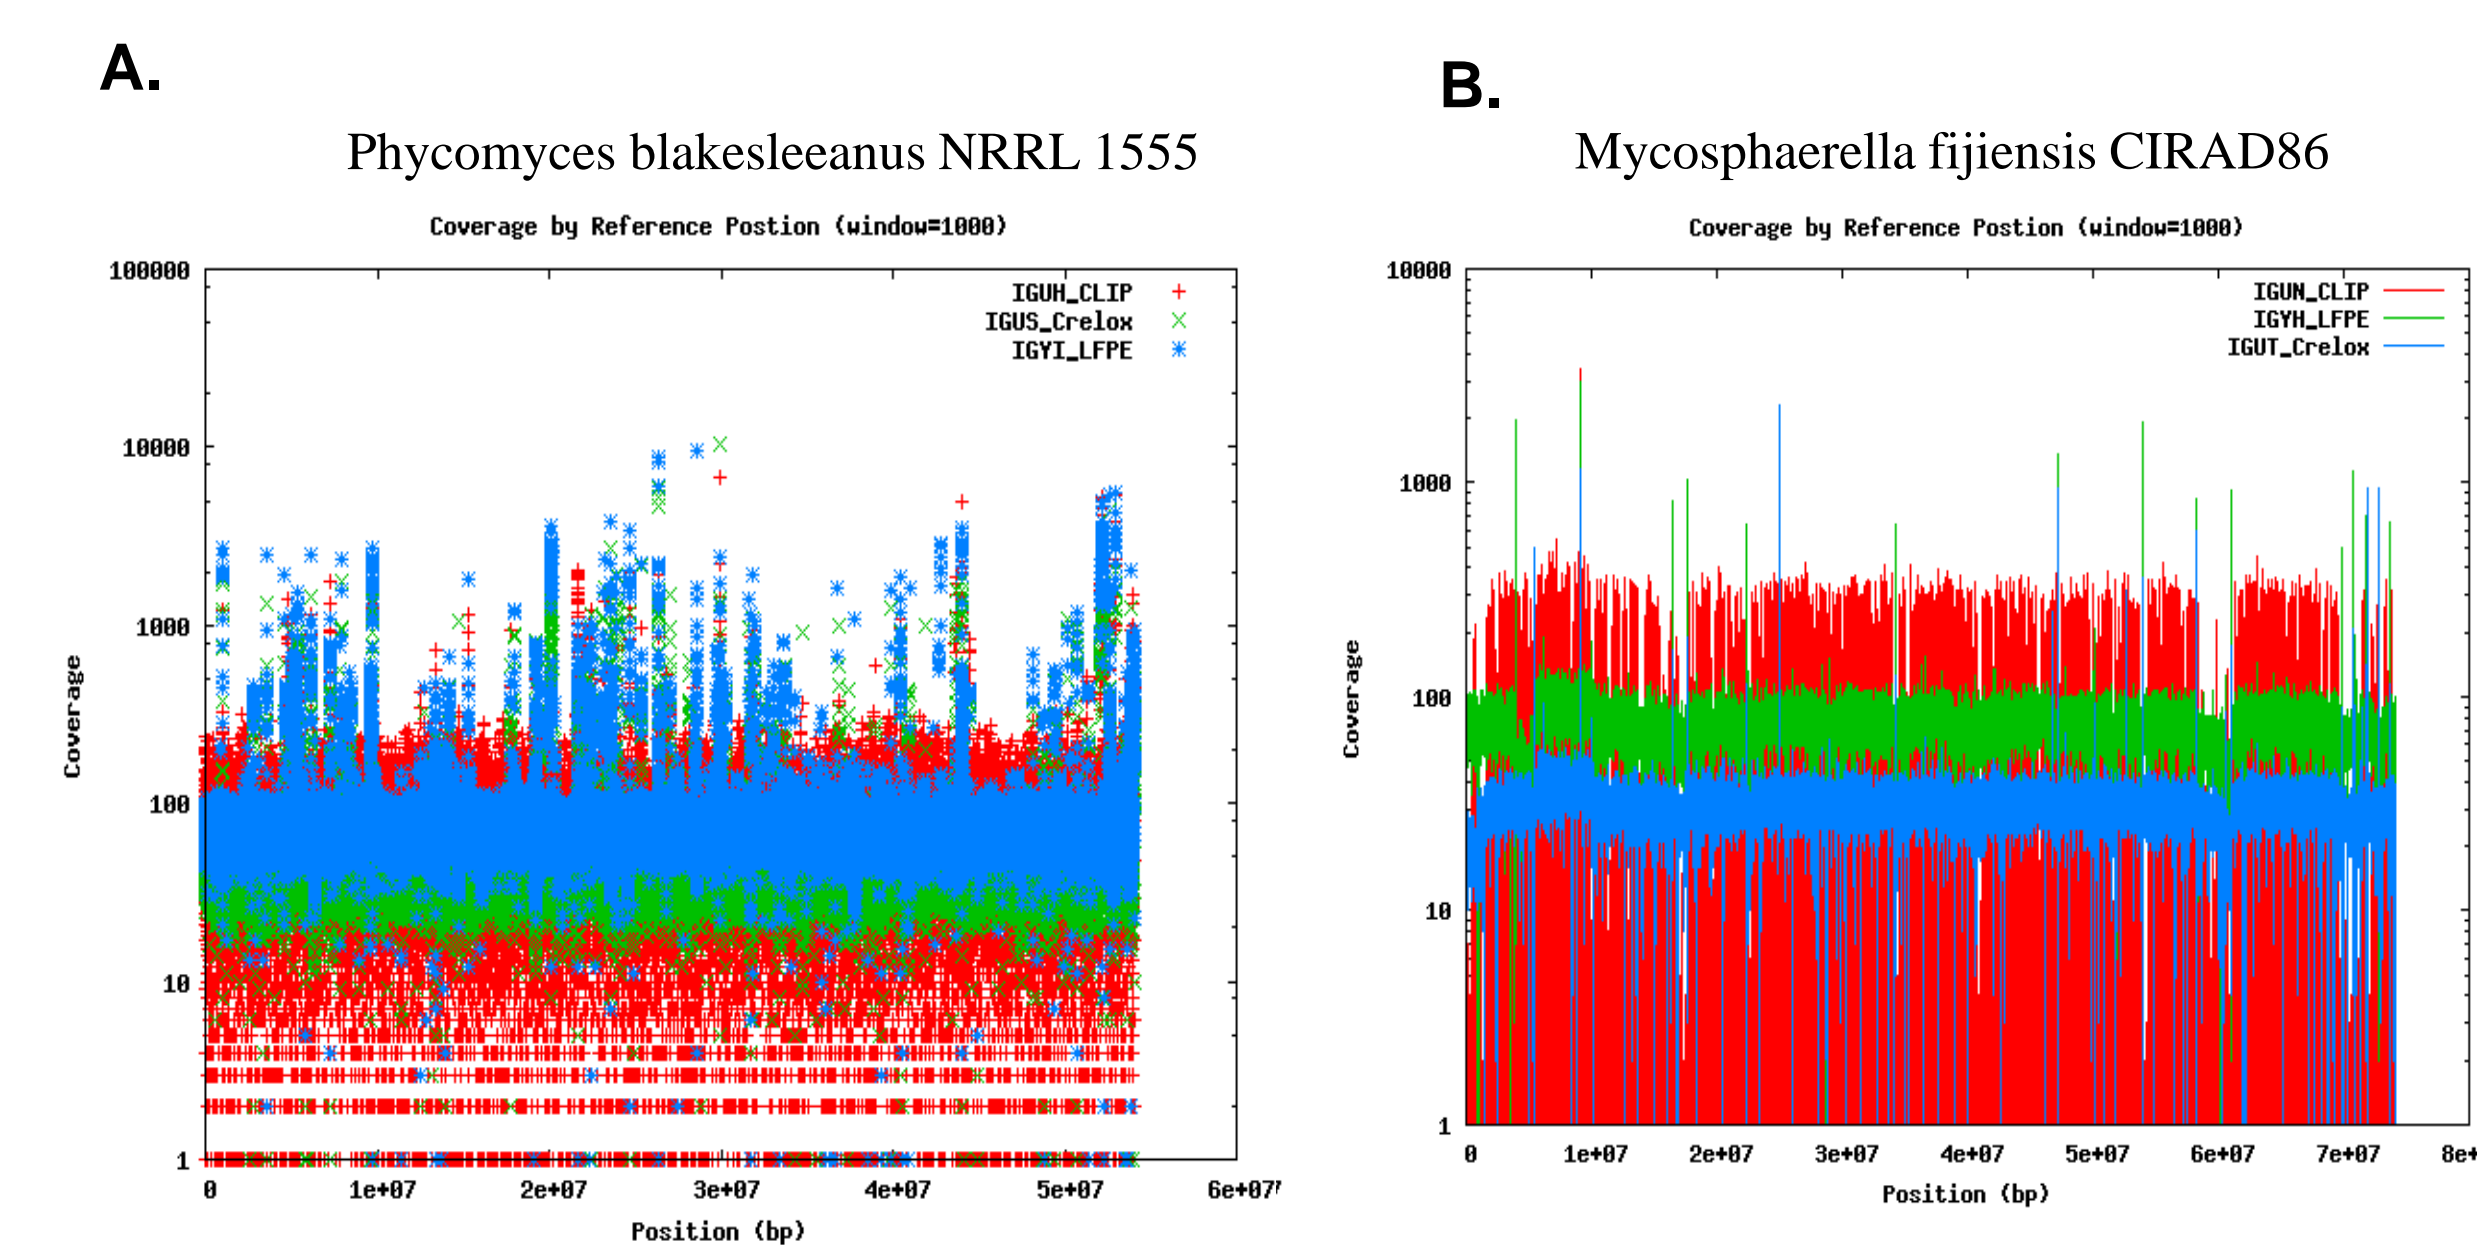 A.
Phycomyces blakesleeanus NRRL 1555
Coverage by Reference Postion (window=1000)
100000
10000
1000
100
10
1
Coverage
IGUH_CLIP
IGUS_Crelox
IGYI_LFPE
0 1e+07 2e+07 3e+07 4e+07 5e+07 6e+07
Position (bp)
B.
Mycosphaerella fijiensis CIRAD86
Coverage by Reference Postion (window=1000)
10000
1000
100
10
1
Coverage
IGUN_CLIP
IGYH_LFPE
IGUT_Crelox
0 1e+07 2e+07 3e+07 4e+07 5e+07 6e+07 7e+07 8e+
Position (bp)